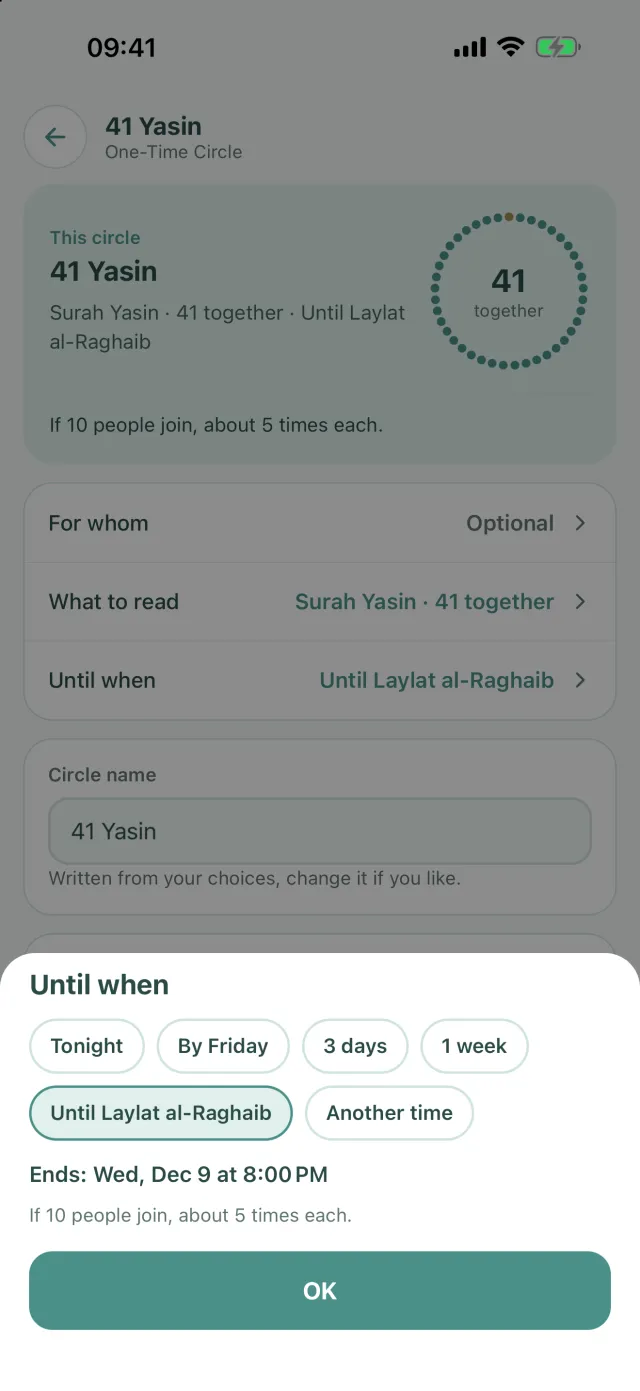 09:41
41 Yasin
One-Time Circle
This circle
41 Yasin
Surah Yasin · 41 together · Until Laylat
al-Raghaib
41
together
If 10 people join, about 5 times each.
For whom
Optional
What to read
Surah Yasin · 41 together
Until when
Until Laylat al-Raghaib
Circle name
41 Yasin
Written from your choices, change it if you like.
Until when
Tonight
By Friday
3 days
1 week
Until Laylat al-Raghaib
Another time
Ends: Wed, Dec 9 at 8:00 PM
If 10 people join, about 5 times each.
OK